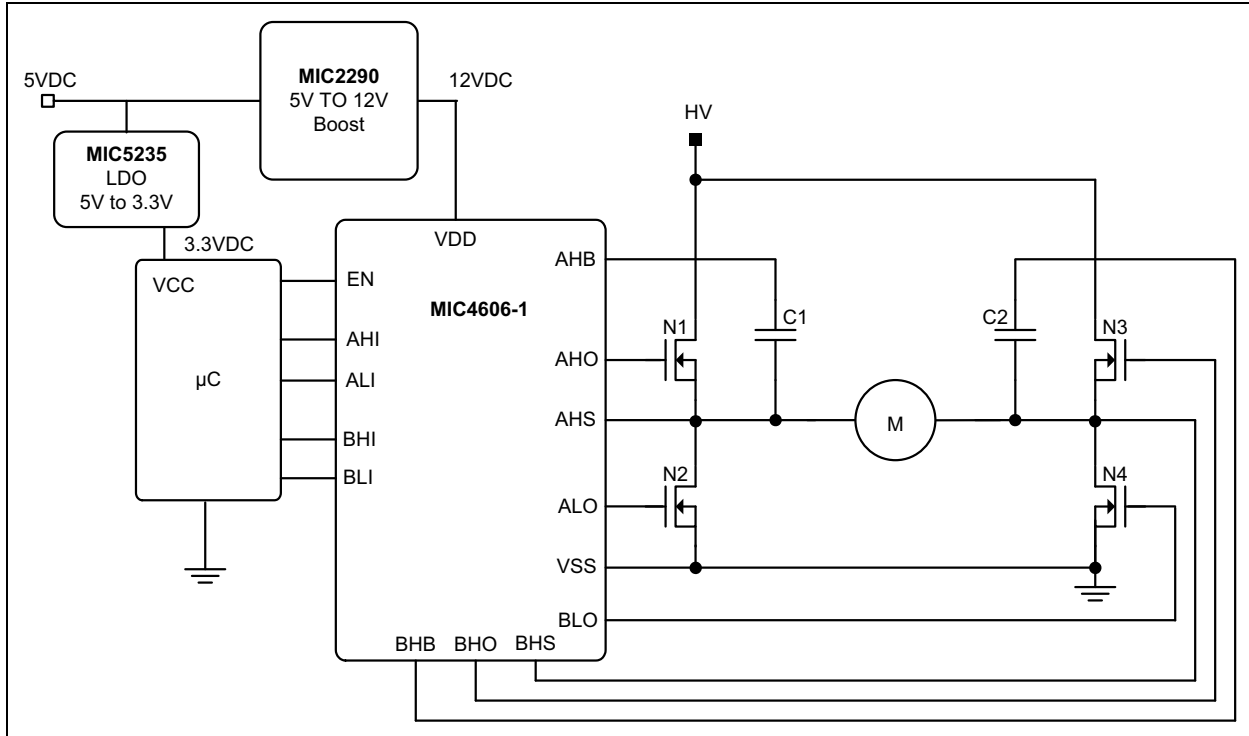 5VDC
MIC2290
5V TO 12V
Boost
12VDC
HV
MIC5235
LDO
5V to 3.3V
3.3VDC
VCC
µC
VDD
MIC4606-1
EN
AHI
ALI
BHI
BLI
AHB
AHO
AHS
ALO
VSS
BLO
BHB BHO BHS
N1
C1
C2
N3
M
N2
N4